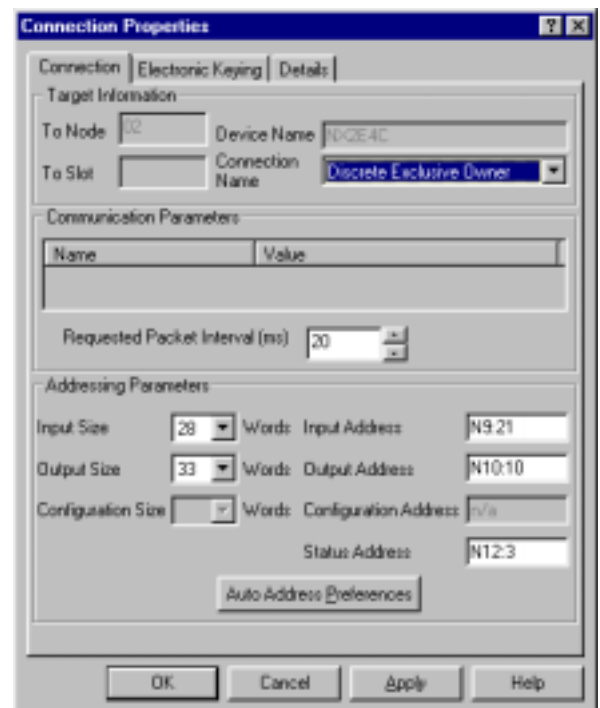 Connection Properties
Connection Electronic Keying Details
Target Information
To Node 02 Device Name NX2E4C
To Slot Connection Name Discrete Exclusive Owner
Communication Parameters
Name Value
Requested Packet Interval (ms) 20
Addressing Parameters
Input Size 28 Words Input Address N9:21
Output Size 33 Words Output Address N10:10
Configuration Size Words Configuration Address n/a
Status Address N12:3
Auto Address Preferences
OK Cancel Apply Help